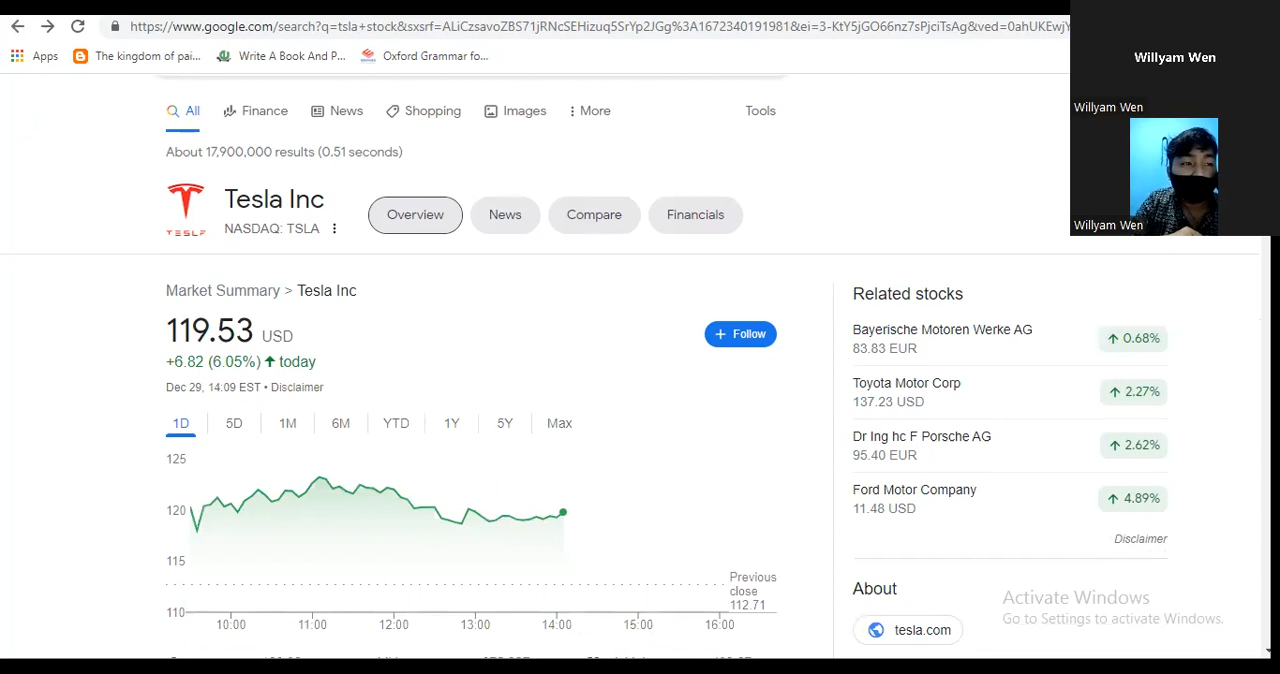 https://www.google.com/search?q=tsla+stock&sxsrf=ALiCzsavoZBS71jRNcSEHizuq5SrYp2JGg%3A1672340191981&ei=3-KtY5jGO66nz7sPjciTsAg&ved=0ahUKEwjY
Apps The kingdom of pai... Write A Book And P... Oxford Grammar fo...
Willyam Wen
Willyam Wen
Willyam Wen
All Finance News Shopping Images More Tools
About 17,900,000 results (0.51 seconds)
TESLA
Tesla Inc
NASDAQ: TSLA
Overview News Compare Financials
Market Summary > Tesla Inc
119.53 USD
+ Follow
+6.82 (6.05%) ↑ today
Dec 29, 14:09 EST • Disclaimer
1D 5D 1M 6M YTD 1Y 5Y Max
125
120
115
110
Previous
close
112.71
10:00 11:00 12:00 13:00 14:00 15:00 16:00
Related stocks
Bayerische Motoren Werke AG
83.83 EUR
↑ 0.68%
Toyota Motor Corp
137.23 USD
↑ 2.27%
Dr Ing hc F Porsche AG
95.40 EUR
↑ 2.62%
Ford Motor Company
11.48 USD
↑ 4.89%
Disclaimer
About
tesla.com
Activate Windows
Go to Settings to activate Windows.